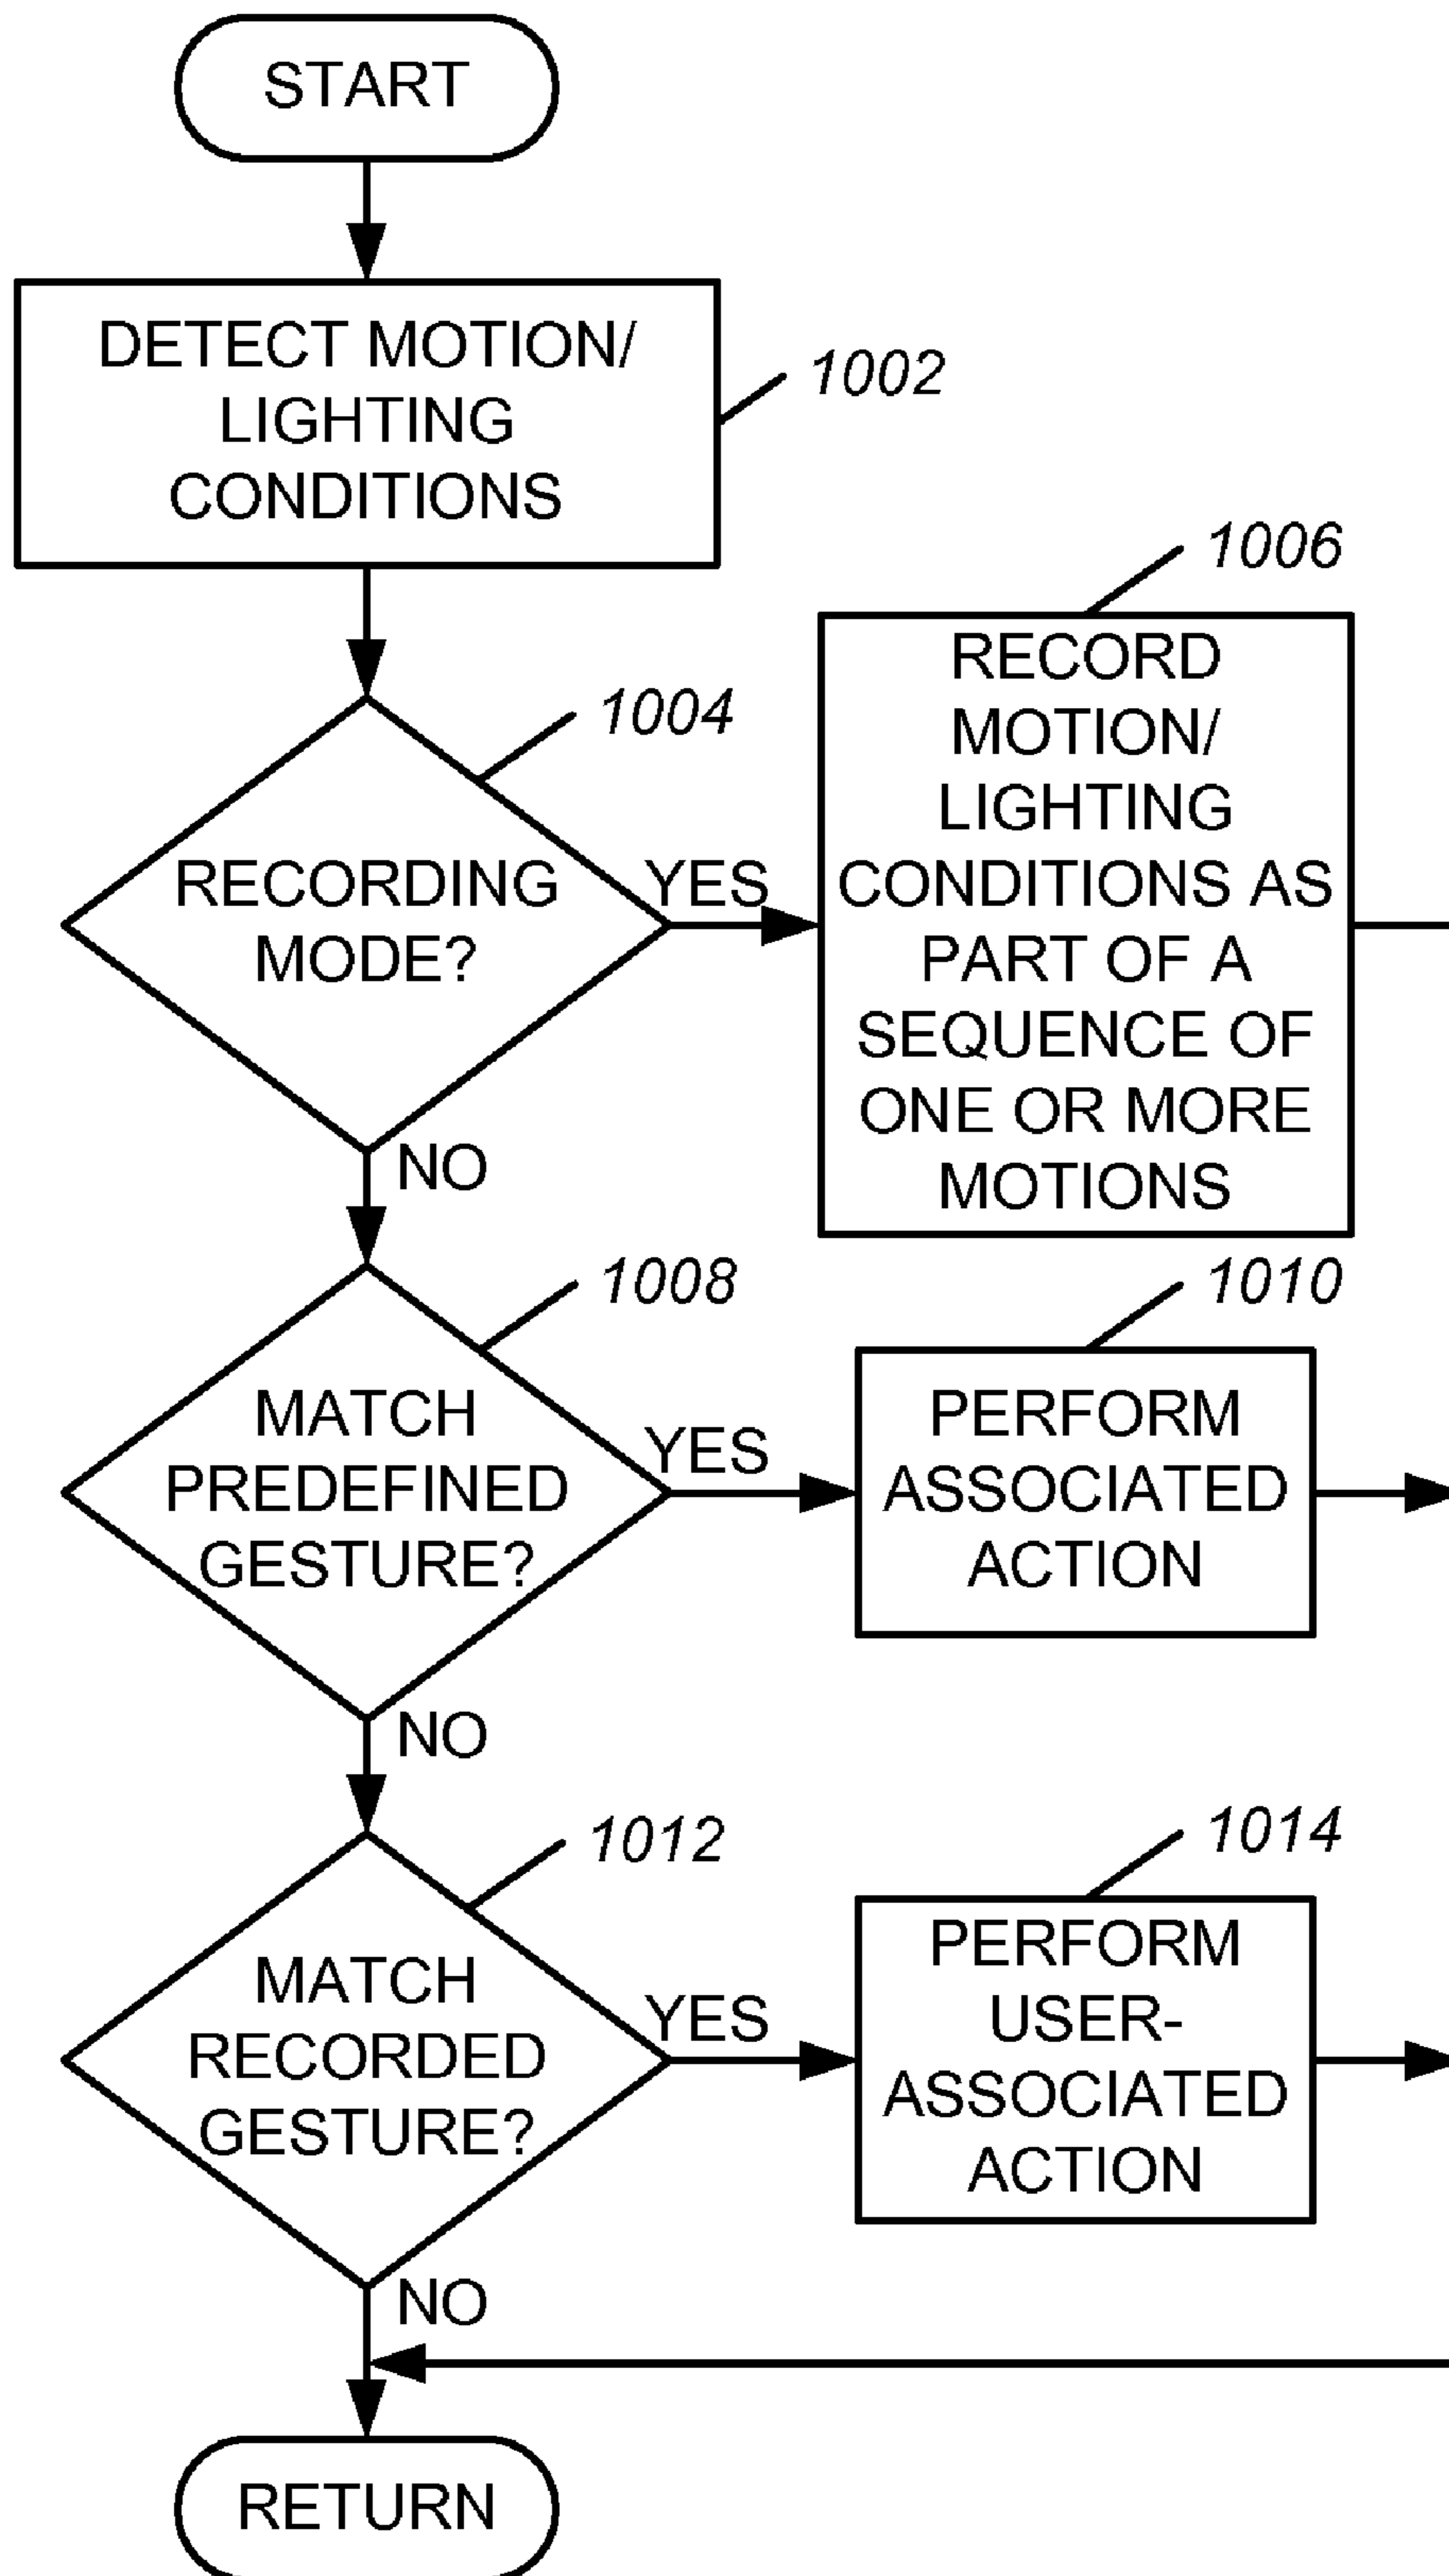 START
DETECT MOTION/
LIGHTING
CONDITIONS
1002
1004
RECORDING
MODE?
YES
NO
1006
RECORD
MOTION/
LIGHTING
CONDITIONS AS
PART OF A
SEQUENCE OF
ONE OR MORE
MOTIONS
1008
MATCH
PREDEFINED
GESTURE?
YES
NO
1010
PERFORM
ASSOCIATED
ACTION
1012
MATCH
RECORDED
GESTURE?
YES
NO
1014
PERFORM
USER-
ASSOCIATED
ACTION
RETURN